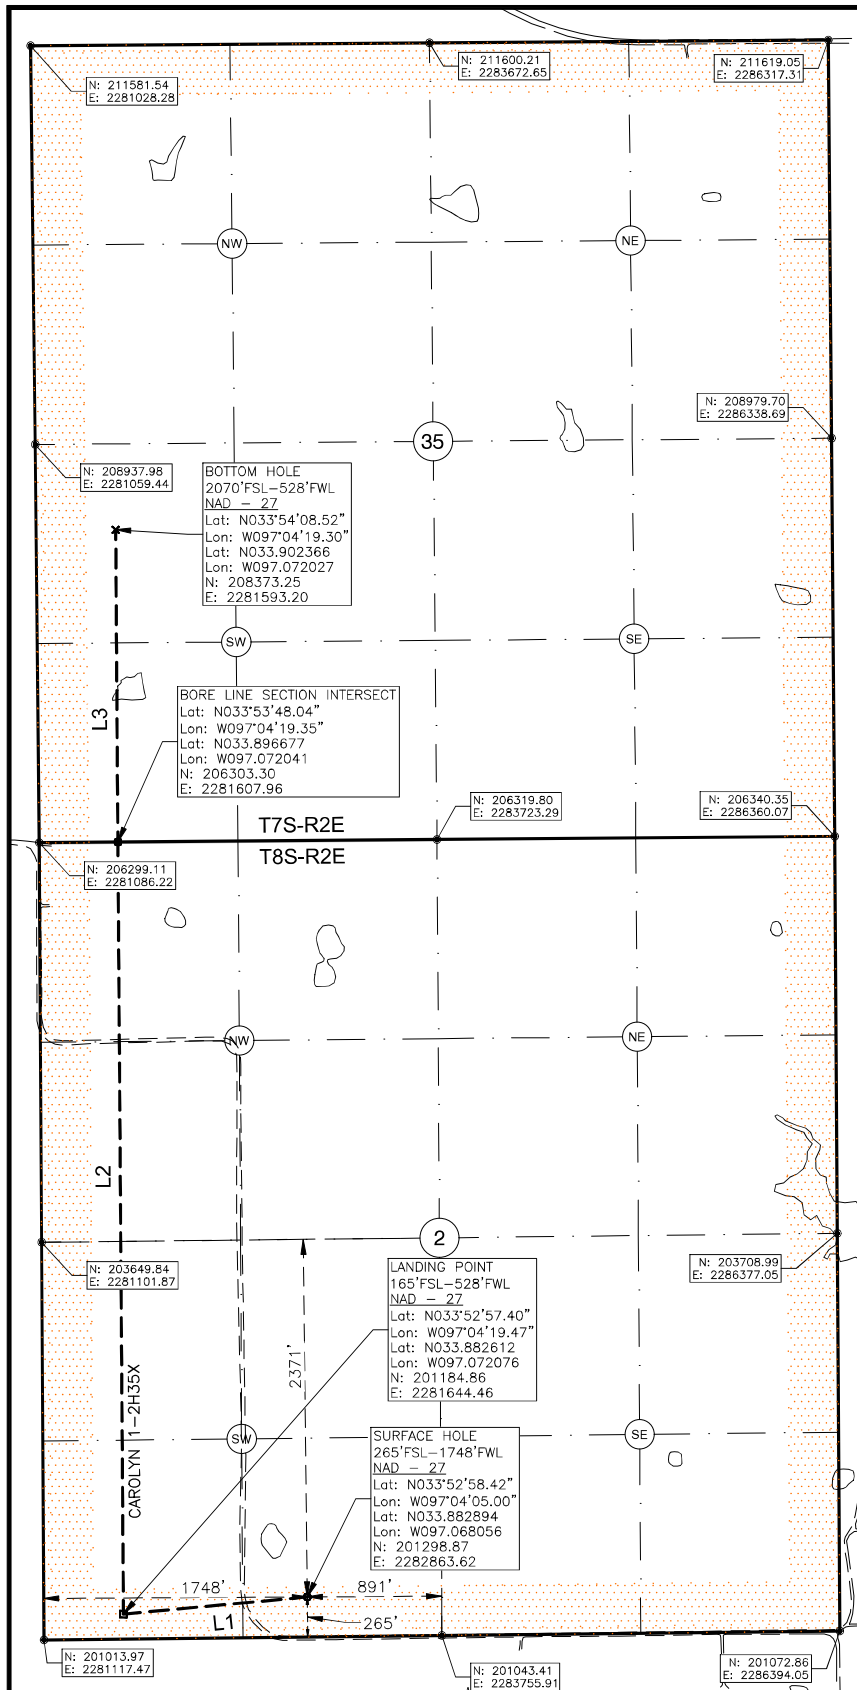 N: 211581.54
E: 2281028.28
N: 211600.21
E: 2283672.65
N: 211619.05
E: 2286317.31
NW
NE
N: 208979.70
E: 2286338.69
35
N: 208937.98
E: 2281059.44
BOTTOM HOLE
2070'FSL-528'FWL
NAD - 27
Lat: N033°54'08.52"
Lon: W097°04'19.30"
Lat: N033.902366
Lon: W097.072027
N: 208373.25
E: 2281593.20
SW
SE
L3
BORE LINE SECTION INTERSECT
Lat: N033°53'48.04"
Lon: W097°04'19.35"
Lat: N033.896677
Lon: W097.072041
N: 206303.30
E: 2281607.96
N: 206319.80
E: 2283723.29
N: 206340.35
E: 2286360.07
T7S-R2E
T8S-R2E
N: 206299.11
E: 2281086.22
NW
NE
L2
2
N: 203649.84
E: 2281101.87
N: 203708.99
E: 2286377.05
LANDING POINT
165'FSL-528'FWL
NAD - 27
Lat: N033°52'57.40"
Lon: W097°04'19.47"
Lat: N033.882612
Lon: W097.072076
N: 201184.86
E: 2281644.46
2371'
CAROLYN 1-2H35X
SW
SE
SURFACE HOLE
265'FSL-1748'FWL
NAD - 27
Lat: N033°52'58.42"
Lon: W097°04'05.00"
Lat: N033.882894
Lon: W097.068056
N: 201298.87
E: 2282863.62
1748'
891'
L1
265'
N: 201013.97
E: 2281117.47
N: 201043.41
E: 2283755.91
N: 201072.86
E: 2286394.05